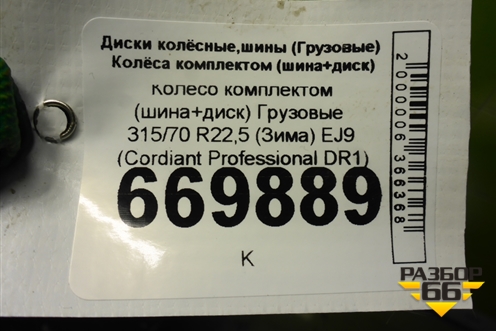 Диски колёсные,шины (Грузовые)
Колёса комплектом (шина+диск)
Колесо комплектом
(шина+диск) Грузовые
315/70 R22,5 (Зима) EJ9
(Cordiant Professional DR1)
669889
К
2000006366368
РАЗБОР
66